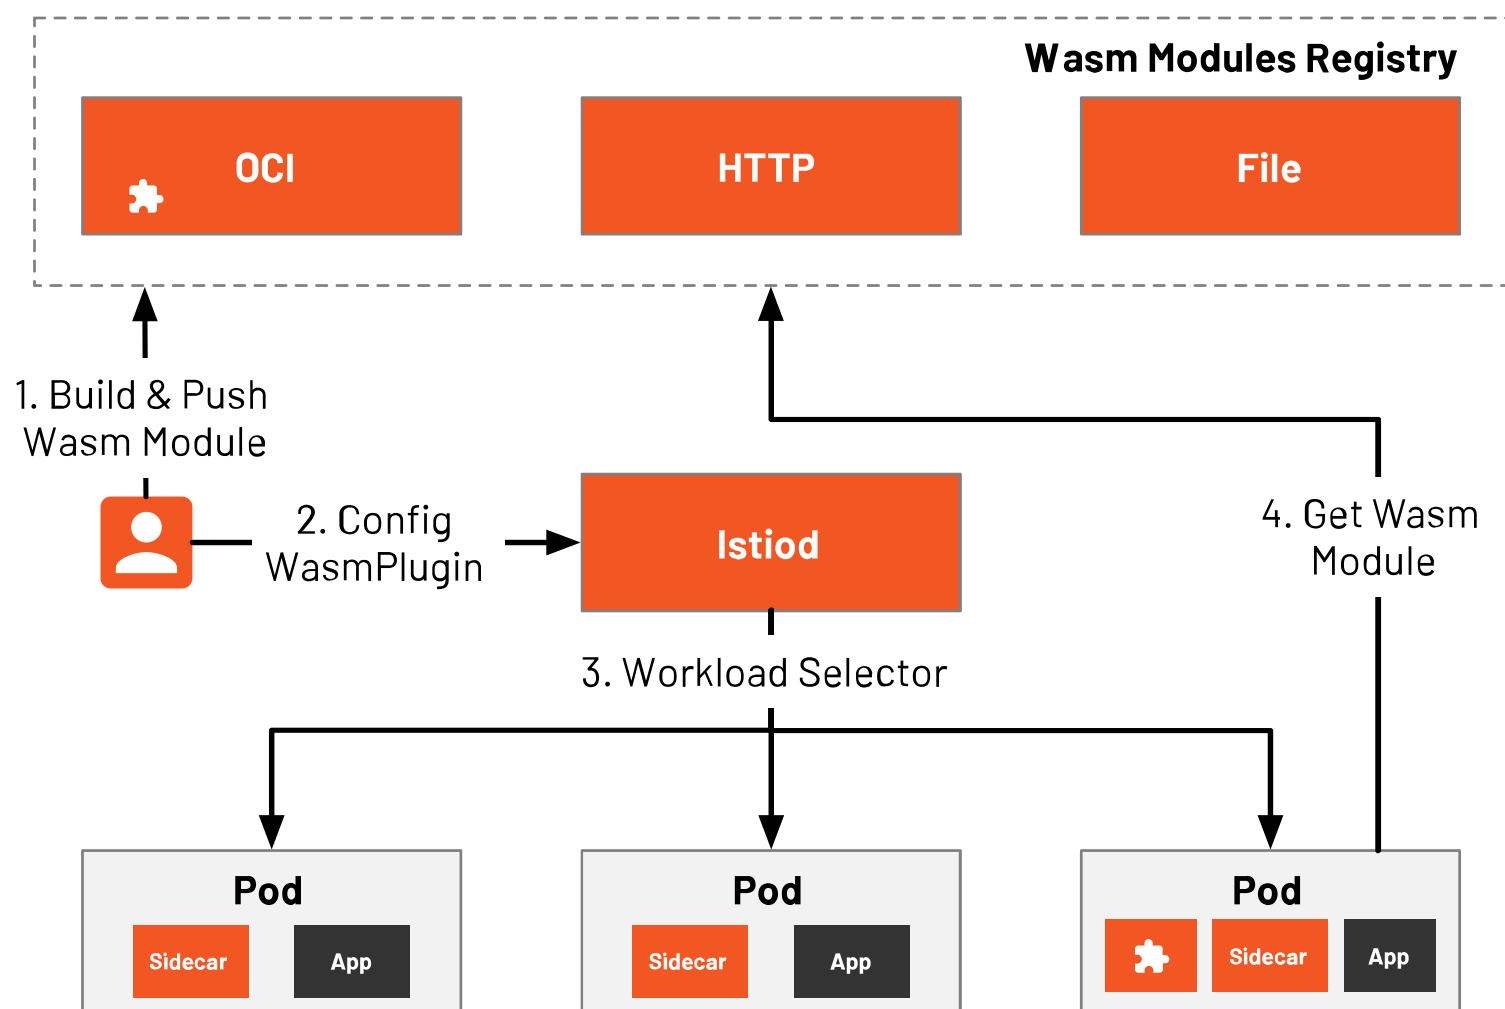 Wasm Modules Registry
OCI
HTTP
File
1. Build & Push
Wasm Module
2. Config
WasmPlugin
Istiod
4. Get Wasm
Module
3. Workload Selector
Pod
Pod
Pod
Sidecar
App
Sidecar
App
Sidecar
App